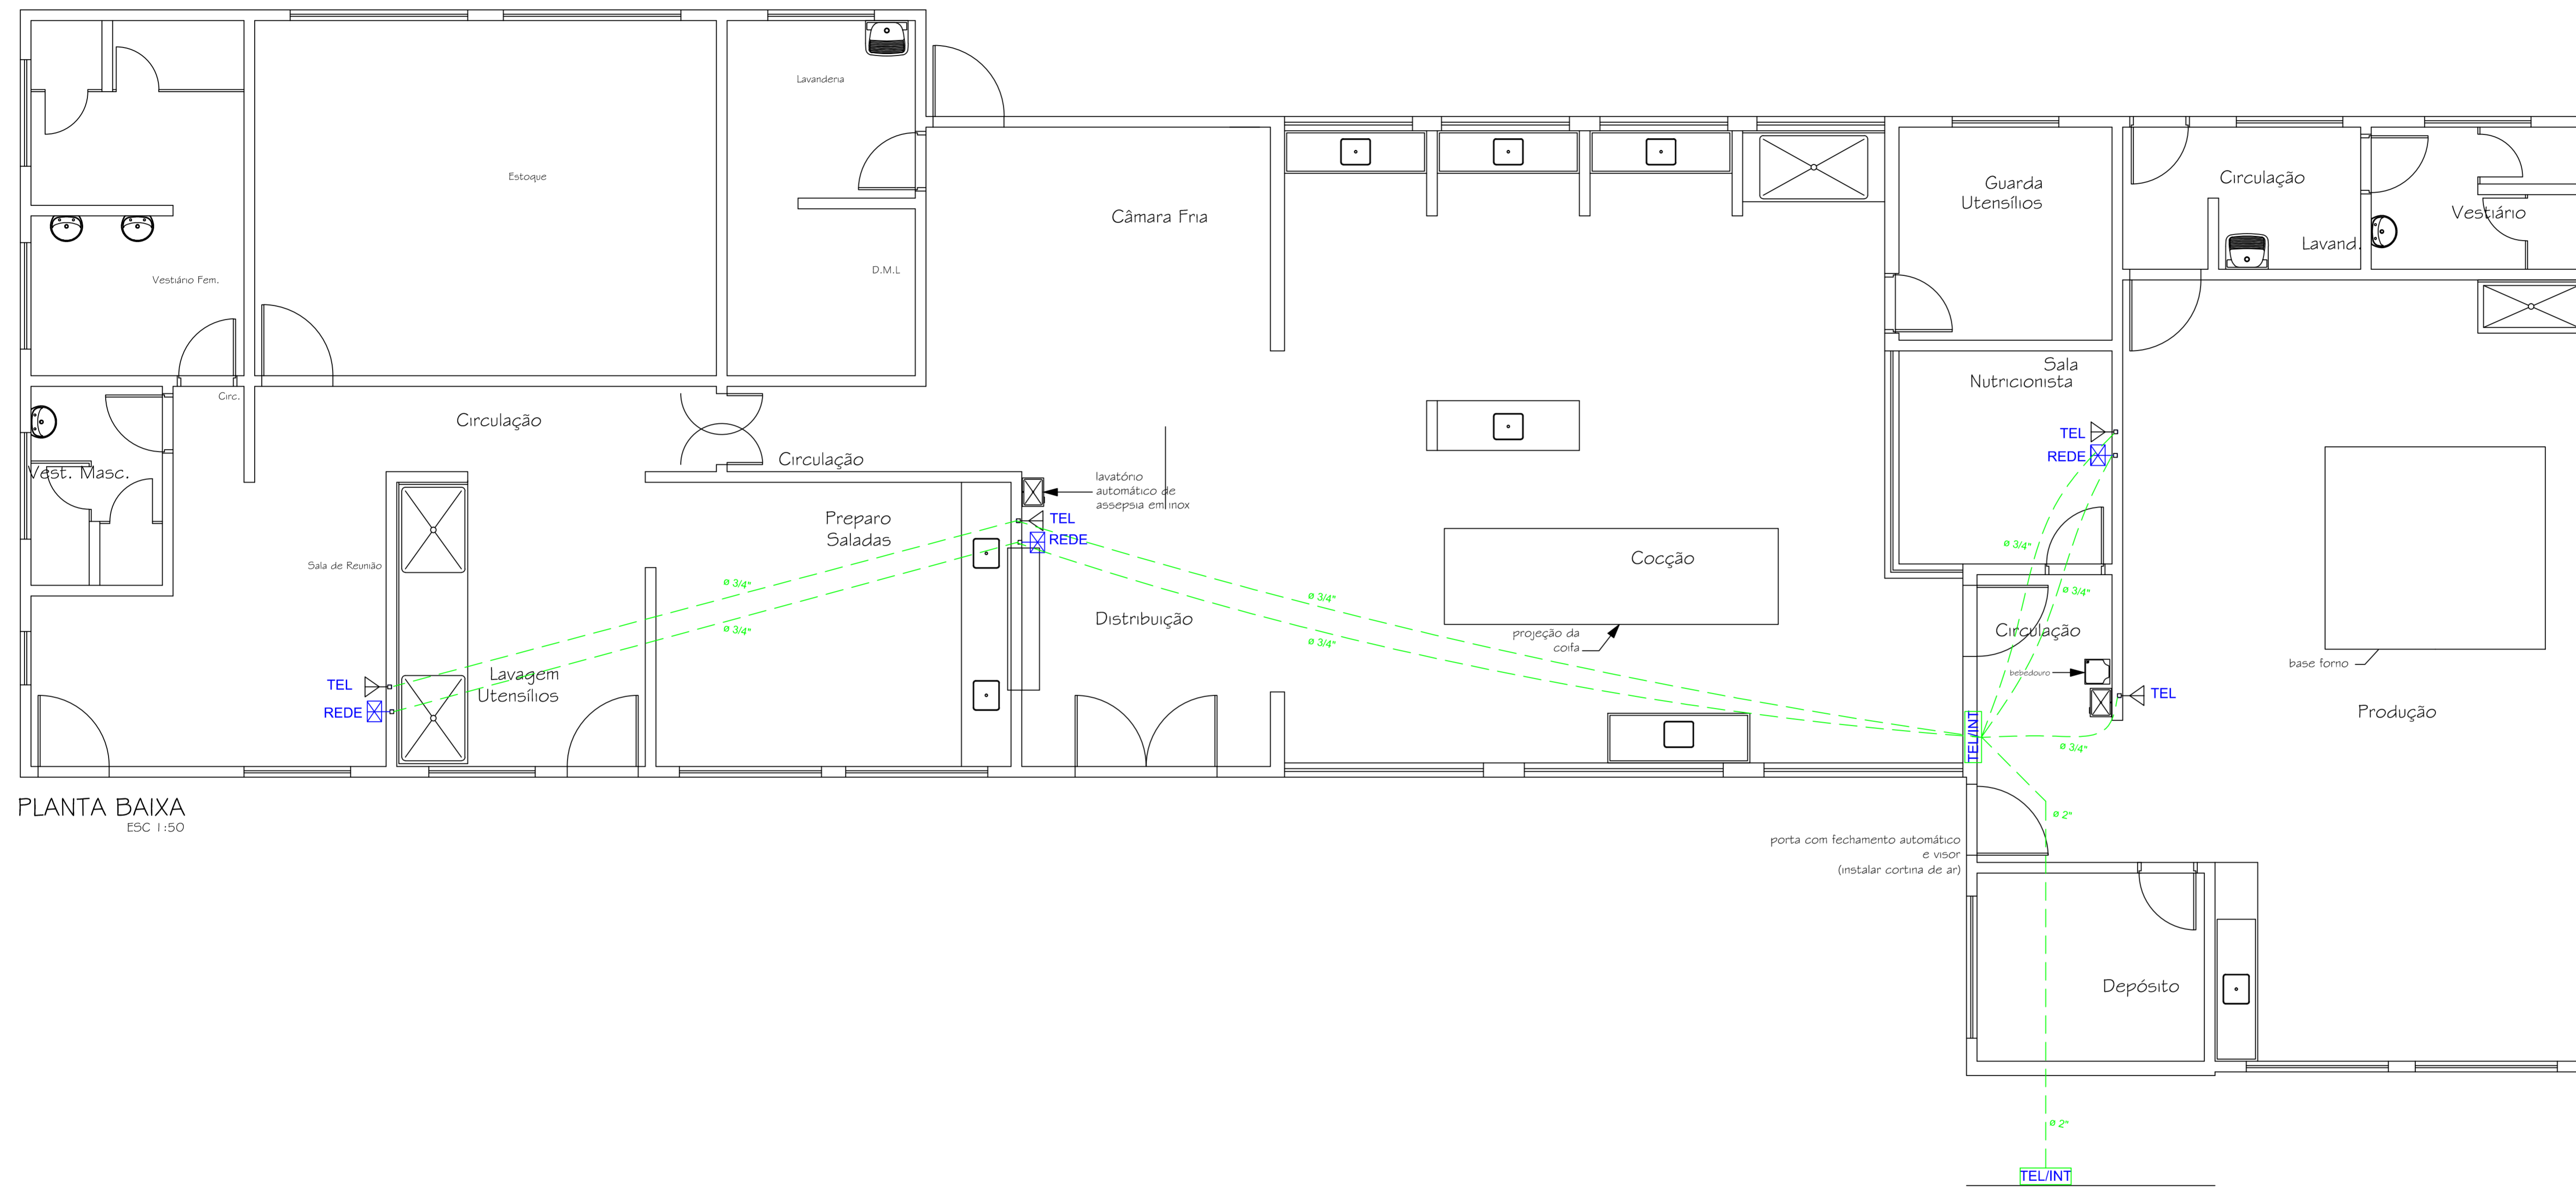 Lavanderia
Estoque
Câmara Fria
Guarda
Utensílios
Circulação
Vestiário
Lavand.
D.M.L
Vestiário Fem.
Sala
Nutricionista
Circ.
Circulação
Circulação
TEL
REDE
Vest. Masc.
lavatório
automático de
assepsia em inox
Preparo
Saladas
TEL
REDE
Sala de Reunião
Cocção
ø 3/4"
ø 3/4"
ø 3/4"
ø 3/4"
ø 3/4"
ø 3/4"
Distribuição
projeção da
coifa
Circulação
base forno
bebedouro
Lavagem
Utensílios
TEL
REDE
TEL
Produção
TEL/INT
ø 3/4"
PLANTA BAIXA
ESC 1:50
ø 2"
porta com fechamento automático
e visor
(instalar cortina de ar)
Depósito
ø 2"
TEL/INT